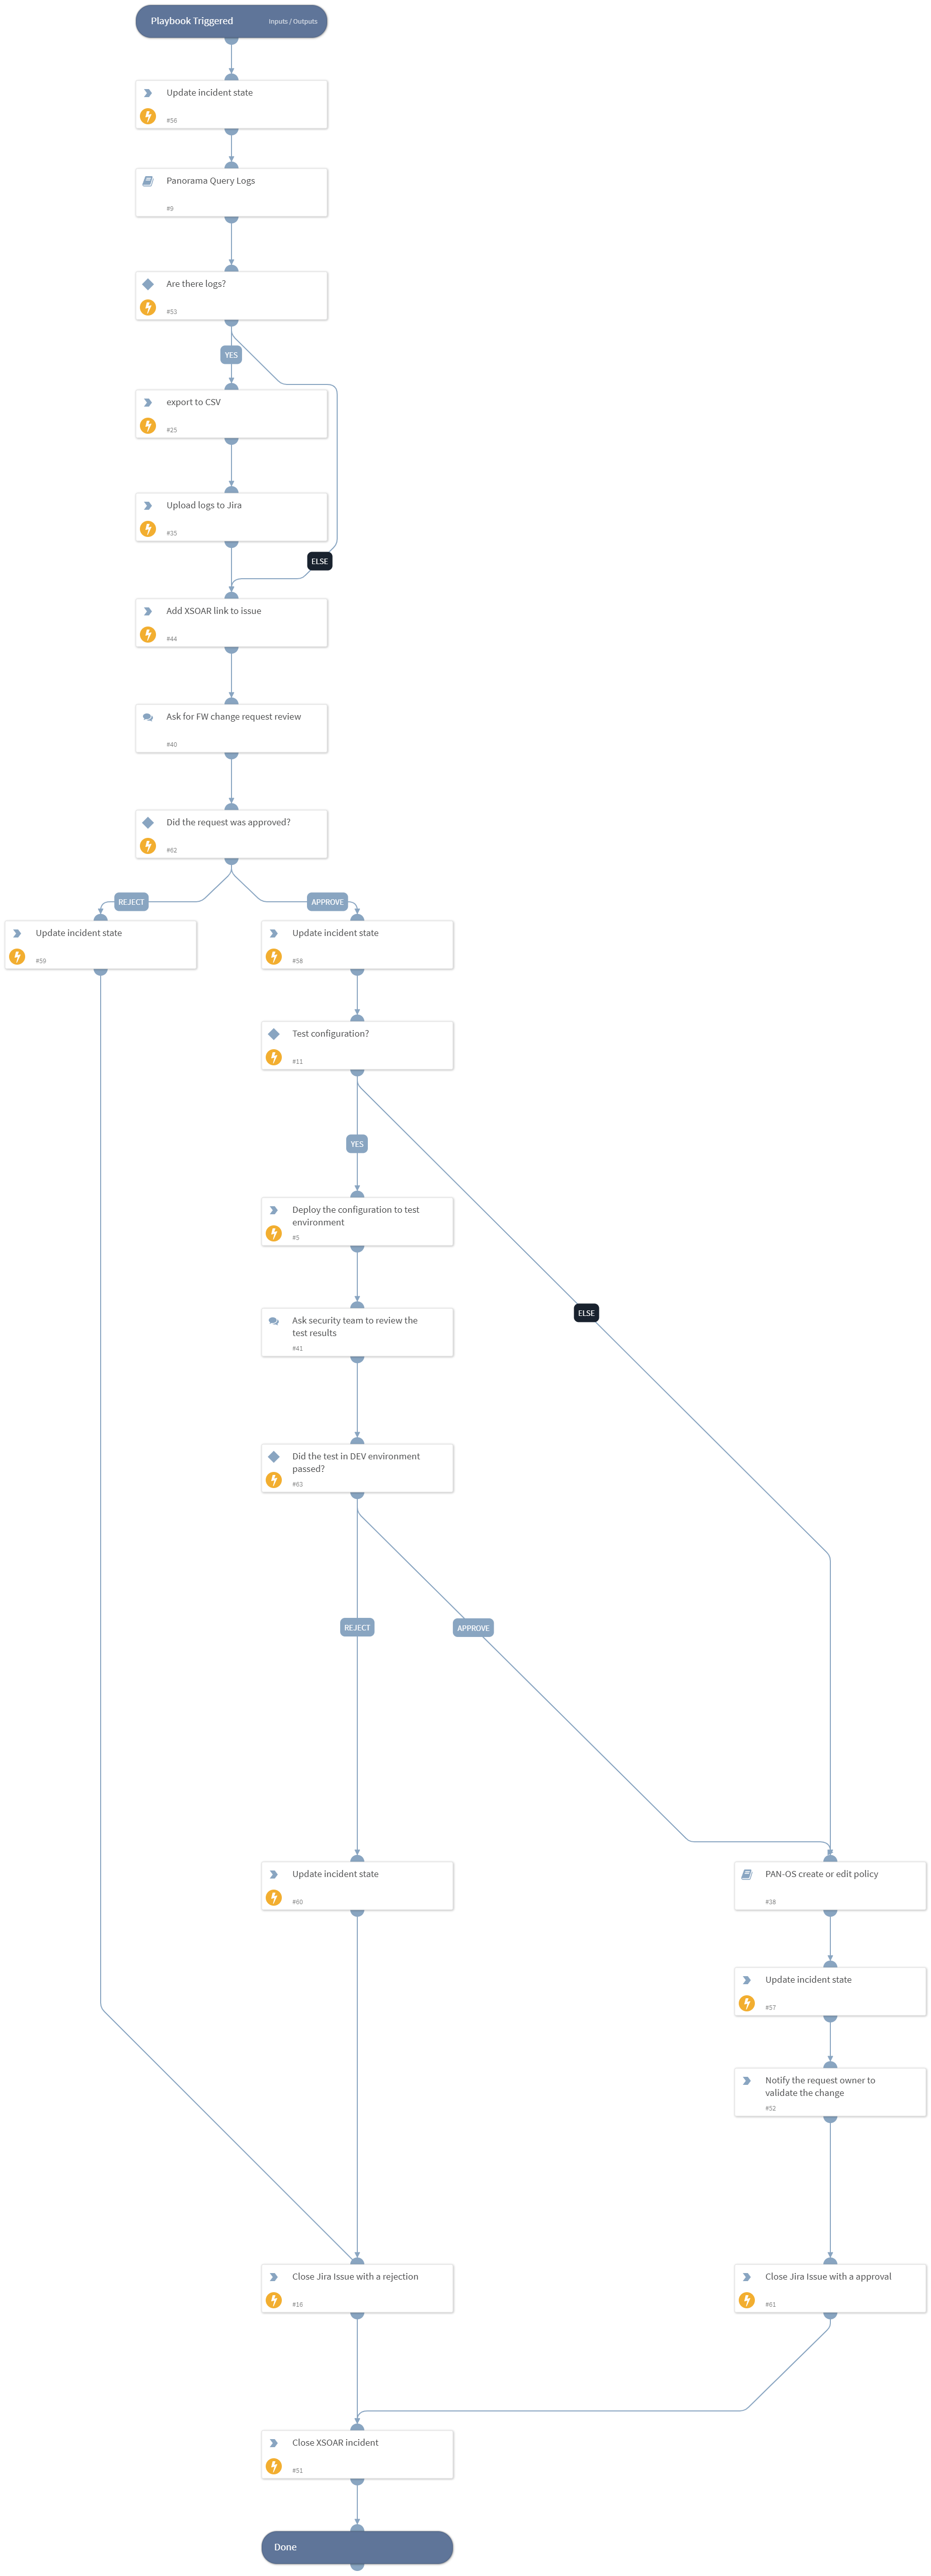 Playbook Triggered
Inputs / Outputs
Update incident state
#56
Panorama Query Logs
#9
Are there logs?
#53
YES
export to CSV
#25
Upload logs to Jira
#35
ELSE
Add XSOAR link to issue
#44
Ask for FW change request review
#40
Did the request was approved?
#62
REJECT
APPROVE
Update incident state
#59
Update incident state
#58
Test configuration?
#11
YES
Deploy the configuration to test
environment
#5
ELSE
Ask security team to review the
test results
#41
Did the test in DEV environment
passed?
#63
REJECT
APPROVE
Update incident state
#60
PAN-OS create or edit policy
#38
Update incident state
#57
Notify the request owner to
validate the change
#52
Close Jira Issue with a rejection
#16
Close Jira Issue with a approval
#61
Close XSOAR incident
#51
Done